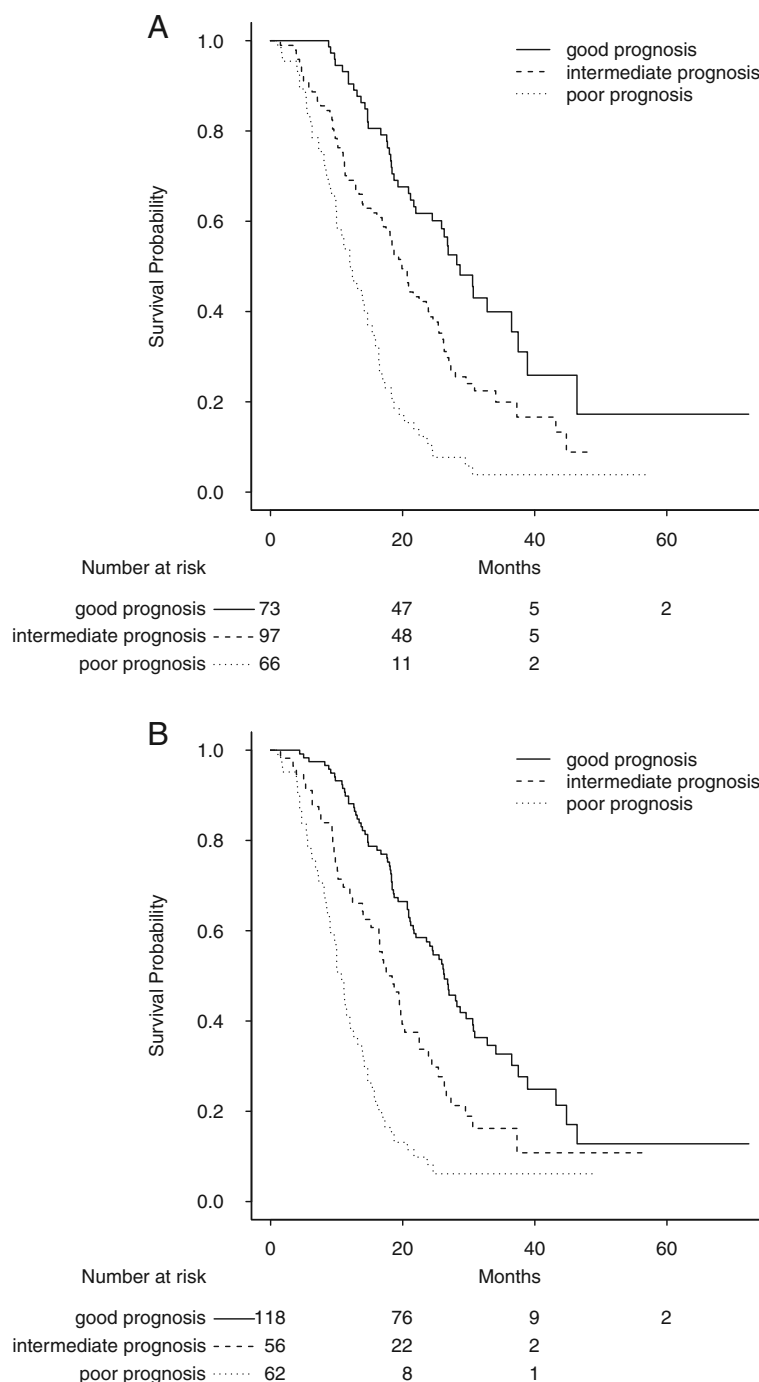 A
good prognosis
intermediate prognosis
poor prognosis
1.0
0.8
0.6
0.4
0.2
0.0
Survival Probability
0 20 40 60
Number at risk Months
good prognosis 73 47 5 2
intermediate prognosis 97 48 5
poor prognosis 66 11 2
B
good prognosis
intermediate prognosis
poor prognosis
1.0
0.8
0.6
0.4
0.2
0.0
Survival Probability
0 20 40 60
Number at risk Months
good prognosis 118 76 9 2
intermediate prognosis 56 22 2
poor prognosis 62 8 1